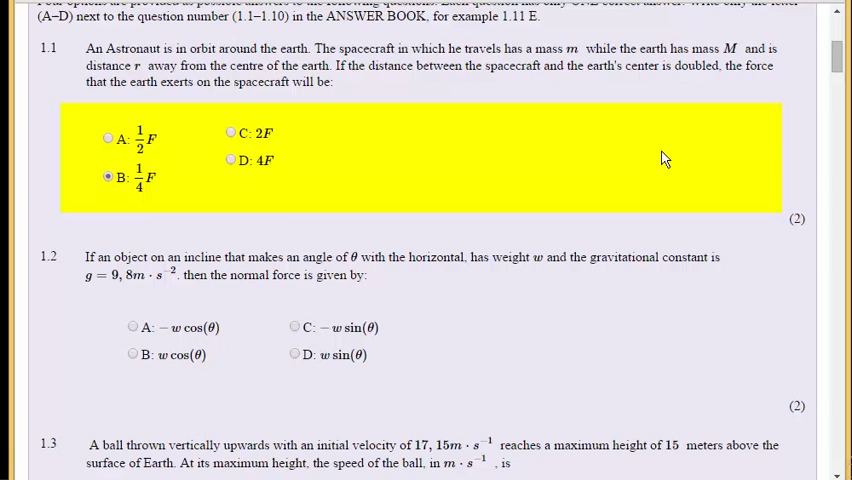 (A–D) next to the question number (1.1–1.10) in the ANSWER BOOK, for example 1.11 E.
1.1 An Astronaut is in orbit around the earth. The spacecraft in which he travels has a mass m while the earth has mass M and is
distance r away from the centre of the earth. If the distance between the spacecraft and the earth's center is doubled, the force
that the earth exerts on the spacecraft will be:
A: 1/2 F C: 2F
B: 1/4 F D: 4F
(2)
1.2 If an object on an incline that makes an angle of θ with the horizontal, has weight w and the gravitational constant is
g = 9, 8m · s⁻². then the normal force is given by:
A: −w cos(θ) C: −w sin(θ)
B: w cos(θ) D: w sin(θ)
(2)
1.3 A ball thrown vertically upwards with an initial velocity of 17, 15m · s⁻¹ reaches a maximum height of 15 meters above the
surface of Earth. At its maximum height, the speed of the ball, in m · s⁻¹ , is